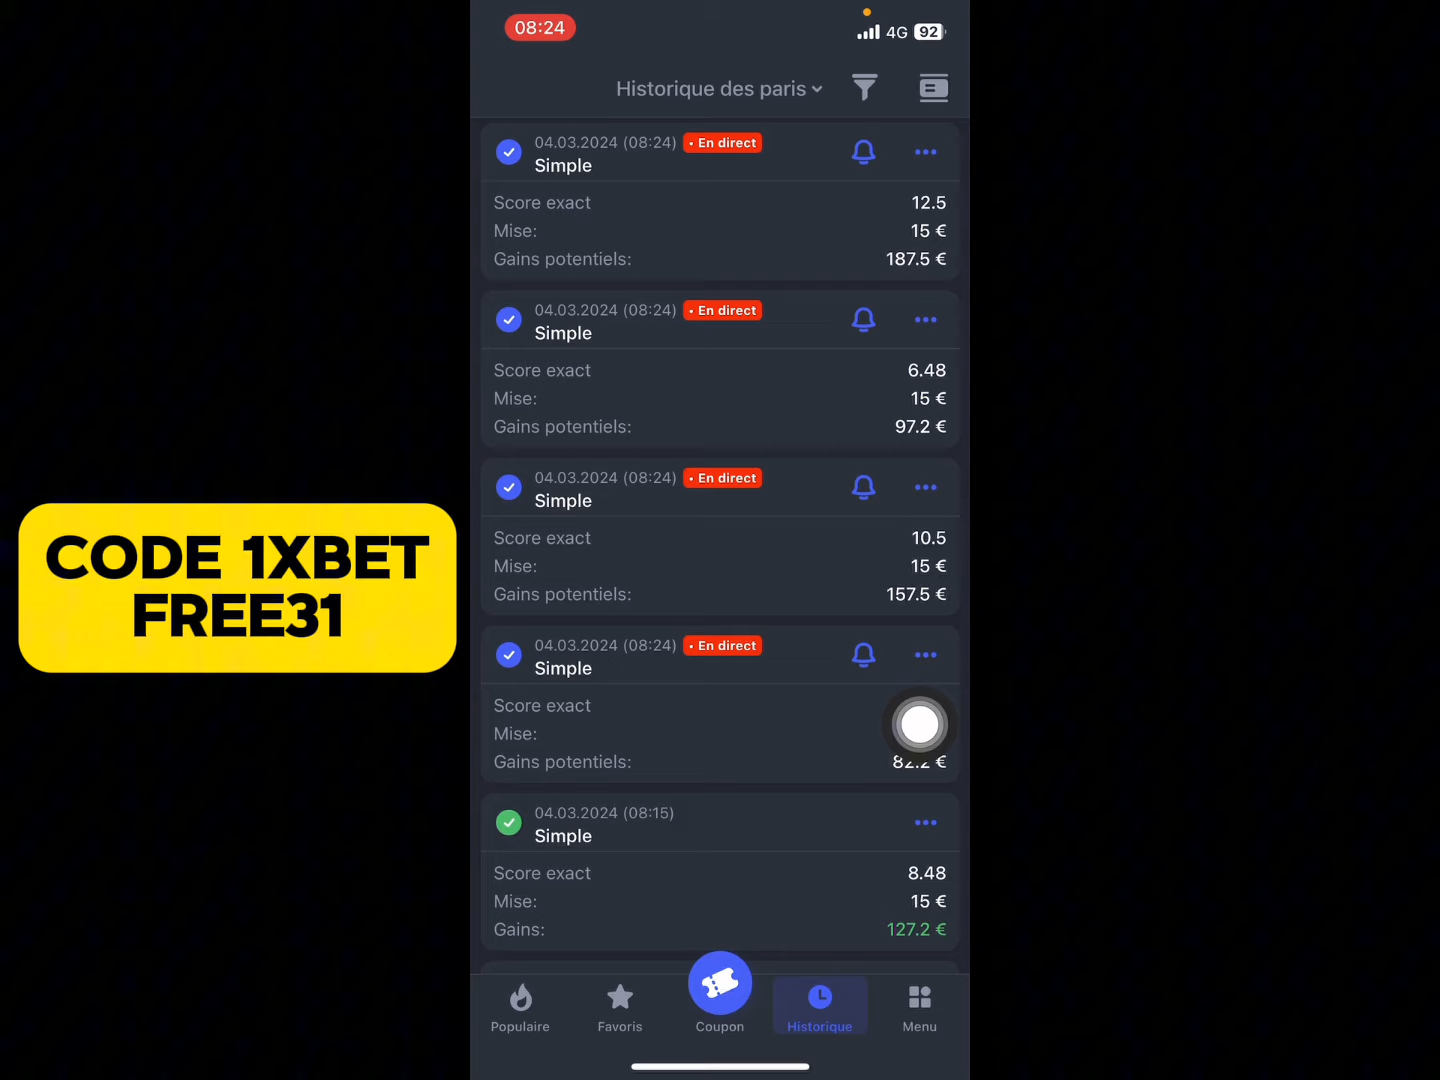 08:24
4G 92
Historique des paris
04.03.2024 (08:24) • En direct
Simple
Score exact 12.5
Mise: 15 €
Gains potentiels: 187.5 €
04.03.2024 (08:24) • En direct
Simple
Score exact 6.48
Mise: 15 €
Gains potentiels: 97.2 €
04.03.2024 (08:24) • En direct
Simple
Score exact 10.5
Mise: 15 €
Gains potentiels: 157.5 €
CODE 1XBET
FREE31
04.03.2024 (08:24) • En direct
Simple
Score exact
Mise:
Gains potentiels: 82.2 €
04.03.2024 (08:15)
Simple
Score exact 8.48
Mise: 15 €
Gains: 127.2 €
Populaire Favoris Coupon Historique Menu